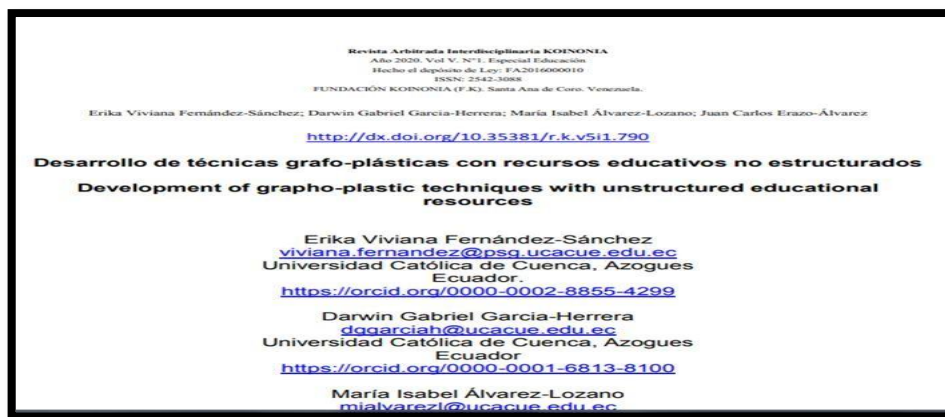 Revista Arbitrada Interdisciplinaria KOINONIA
Año 2020. Vol V. N°1. Especial Educación
Hecho el depósito de Ley: FA2016000010
ISSN: 2542-3088
FUNDACIÓN KOINONIA (F.K). Santa Ana de Coro. Venezuela.
Erika Viviana Fernández-Sánchez; Darwin Gabriel Garcia-Herrera; María Isabel Álvarez-Lozano; Juan Carlos Erazo-Álvarez
http://dx.doi.org/10.35381/r.k.v5i1.790
Desarrollo de técnicas grafo-plásticas con recursos educativos no estructurados
Development of grapho-plastic techniques with unstructured educational
resources
Erika Viviana Fernández-Sánchez
viviana.fernandez@psg.ucacue.edu.ec
Universidad Católica de Cuenca, Azogues
Ecuador.
https://orcid.org/0000-0002-8855-4299
Darwin Gabriel Garcia-Herrera
dggarciah@ucacue.edu.ec
Universidad Católica de Cuenca, Azogues
Ecuador
https://orcid.org/0000-0001-6813-8100
María Isabel Álvarez-Lozano
mialvarezl@ucacue.edu.ec